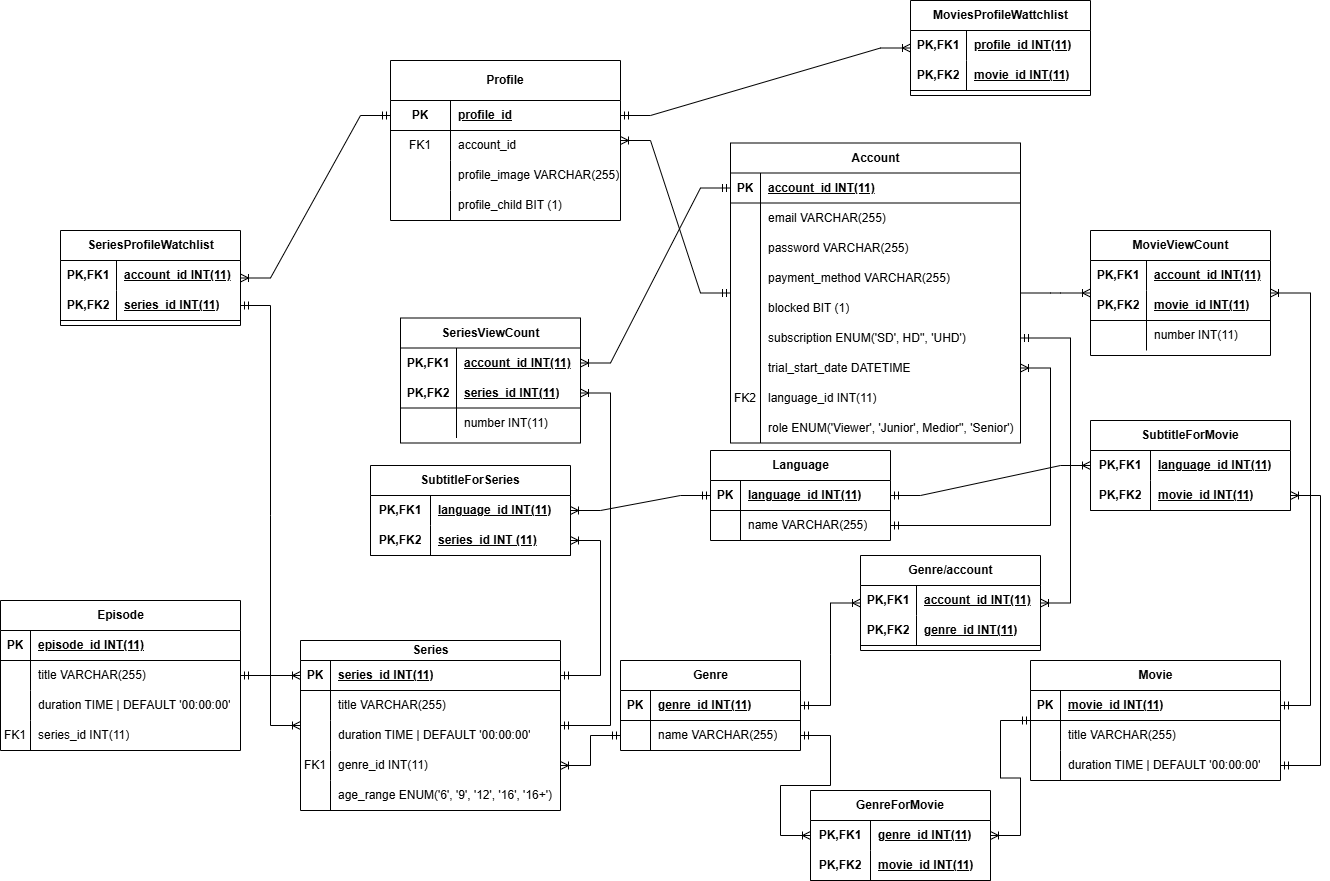 MoviesProfileWattchlist
PK,FK1 profile_id INT(11)
PK,FK2 movie_id INT(11)
Profile
PK profile_id
FK1 account_id
profile_image VARCHAR(255)
profile_child BIT (1)
Account
PK account_id INT(11)
email VARCHAR(255)
password VARCHAR(255)
payment_method VARCHAR(255)
blocked BIT (1)
subscription ENUM('SD', HD", 'UHD')
trial_start_date DATETIME
FK2 language_id INT(11)
role ENUM('Viewer', 'Junior', Medior", 'Senior')
SeriesProfileWatchlist
PK,FK1 account_id INT(11)
PK,FK2 series_id INT(11)
MovieViewCount
PK,FK1 account_id INT(11)
PK,FK2 movie_id INT(11)
number INT(11)
SeriesViewCount
PK,FK1 account_id INT(11)
PK,FK2 series_id INT(11)
number INT(11)
SubtitleForMovie
PK,FK1 language_id INT(11)
PK,FK2 movie_id INT(11)
Language
PK language_id INT(11)
name VARCHAR(255)
SubtitleForSeries
PK,FK1 language_id INT(11)
PK,FK2 series_id INT (11)
Genre/account
PK,FK1 account_id INT(11)
PK,FK2 genre_id INT(11)
Episode
PK episode_id INT(11)
title VARCHAR(255)
duration TIME | DEFAULT '00:00:00'
FK1 series_id INT(11)
Series
PK series_id INT(11)
title VARCHAR(255)
duration TIME | DEFAULT '00:00:00'
FK1 genre_id INT(11)
age_range ENUM('6', '9', '12', '16', '16+')
Genre
PK genre_id INT(11)
name VARCHAR(255)
Movie
PK movie_id INT(11)
title VARCHAR(255)
duration TIME | DEFAULT '00:00:00'
GenreForMovie
PK,FK1 genre_id INT(11)
PK,FK2 movie_id INT(11)